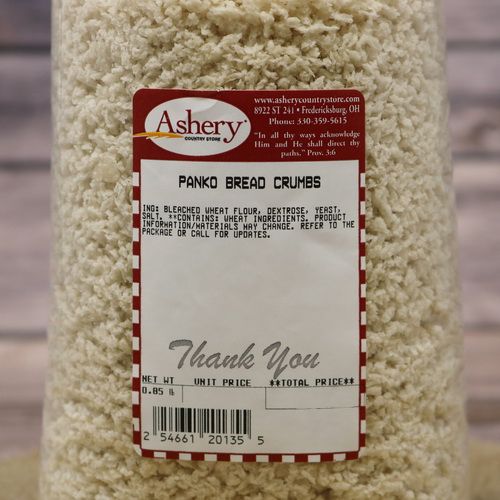 Ashery
COUNTRY STORE
www.asherycountrystore.com
8922 ST 241 • Fredericksburg, OH
Phone: 330-359-5615
"In all thy ways acknowledge
Him and He shall direct thy
paths." Prov. 3:6
PANKO BREAD CRUMBS
ING: BLEACHED WHEAT FLOUR, DEXTROSE, YEAST,
SALT. **CONTAINS: WHEAT INGREDIENTS. PRODUCT
INFORMATION/MATERIALS MAY CHANGE. REFER TO THE
PACKAGE OR CALL FOR UPDATES.
Thank You
NET WT UNIT PRICE **TOTAL PRICE**
0.85 lb
2 54661 20135 5